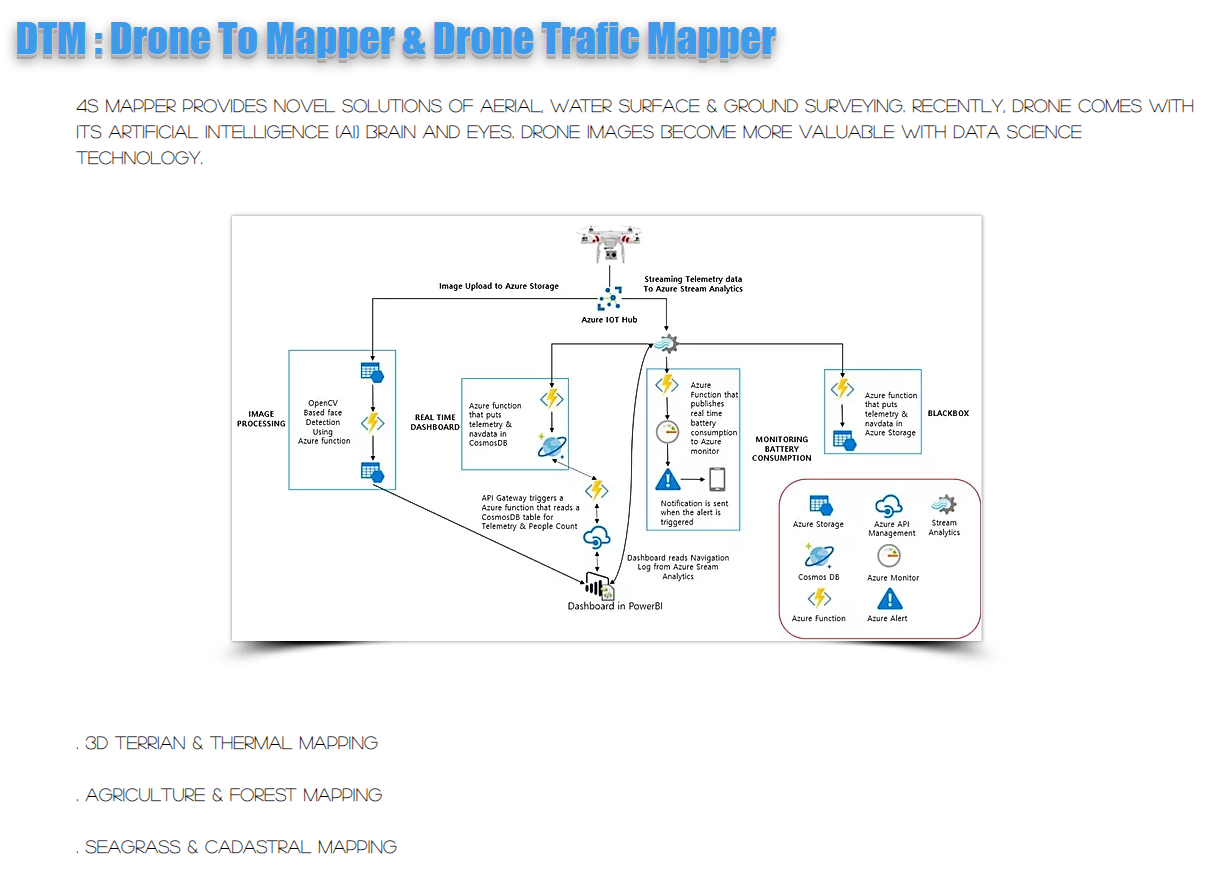 DTM : Drone To Mapper & Drone Trafic Mapper
4S MAPPER PROVIDES NOVEL SOLUTIONS OF AERIAL, WATER SURFACE & GROUND SURVEYING. RECENTLY, DRONE COMES WITH
ITS ARTIFICIAL INTELLIGENCE (AI) BRAIN AND EYES. DRONE IMAGES BECOME MORE VALUABLE WITH DATA SCIENCE
TECHNOLOGY.
Image Upload to Azure Storage
Streaming Telemetry data
To Azure Stream Analytics
Azure IOT Hub
IMAGE
PROCESSING
OpenCV
Based face
Detection
Using
Azure function
REAL TIME
DASHBOARD
Azure function
that puts
telemetry &
navdata in
CosmosDB
API Gateway triggers a
Azure function that reads a
CosmosDB table for
Telemetry & People Count
Azure
Function that
publishes
real time
battery
consumption
to Azure
monitor
Notification is sent
when the alert is
triggered
MONITORING
BATTERY
CONSUMPTION
Azure function
that puts
telemetry &
navdata in
Azure Storage
BLACKBOX
Dashboard reads Navigation
Log from Azure Sream
Analytics
Dashboard in PowerBI
Azure Storage
Azure API
Management
Stream
Analytics
Cosmos DB
Azure Monitor
Azure Function
Azure Alert
. 3D TERRIAN & THERMAL MAPPING
. AGRICULTURE & FOREST MAPPING
. SEAGRASS & CADASTRAL MAPPING